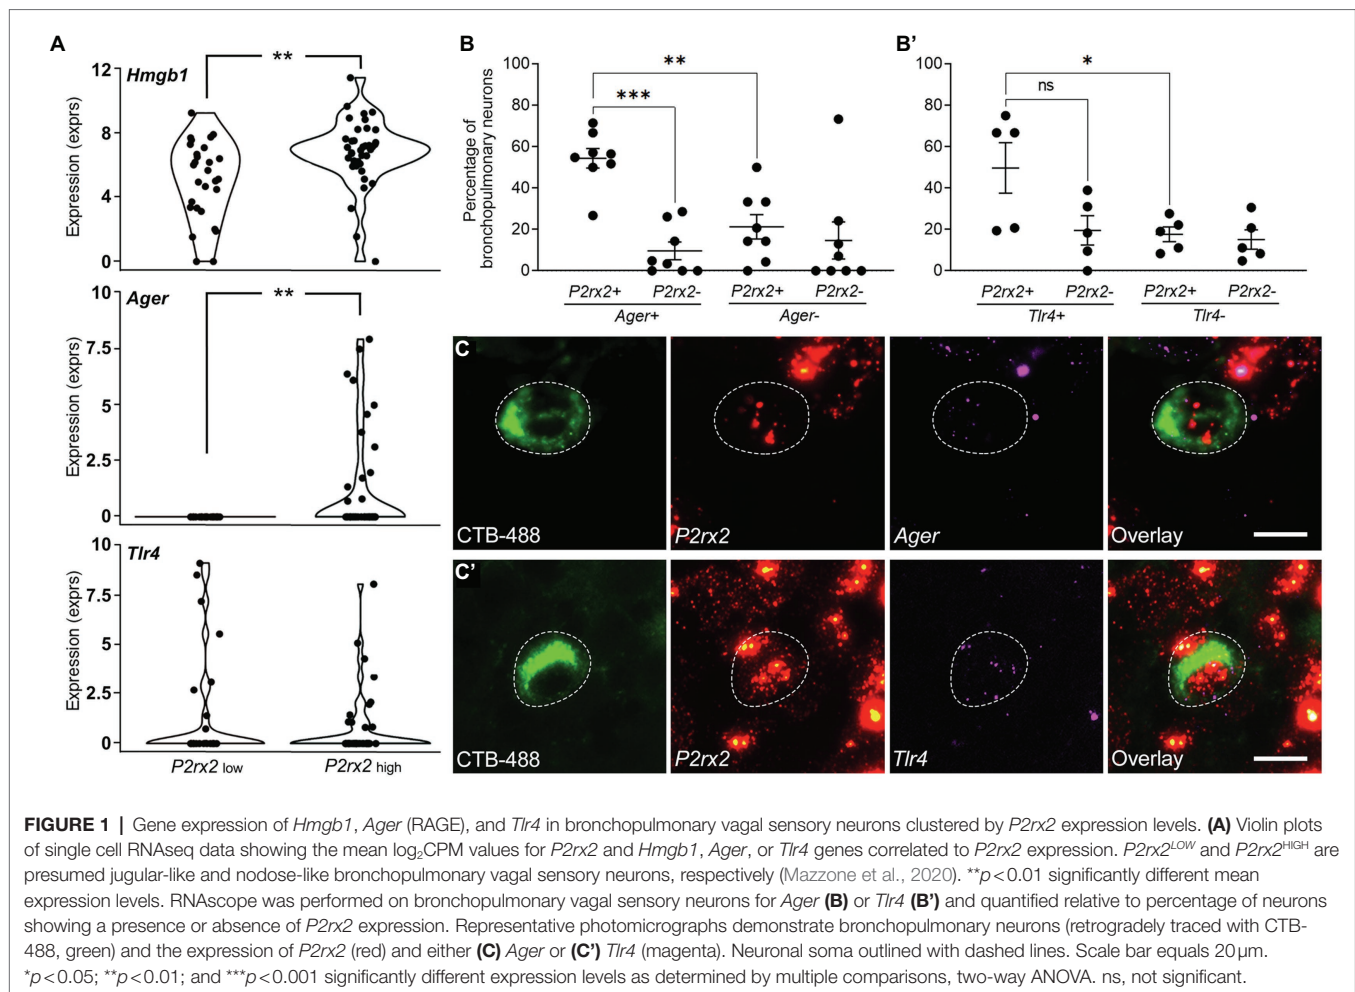 A
**
Hmgb1
Expression (exprs)
12
8
4
0
**
Ager
Expression (exprs)
10
7.5
5
2.5
0
Tlr4
Expression (exprs)
10
7.5
5
2.5
0
P2rx2 low P2rx2 high
B
Percentage of
bronchopulmonary neurons
100
80
60
40
20
0
**
***
P2rx2+ P2rx2- P2rx2+ P2rx2-
Ager+ Ager-
B’
100
80
60
40
20
0
*
ns
P2rx2+ P2rx2- P2rx2+ P2rx2-
Tlr4+ Tlr4-
C
CTB-488 P2rx2 Ager Overlay
C’
CTB-488 P2rx2 Tlr4 Overlay
FIGURE 1 | Gene expression of Hmgb1, Ager (RAGE), and Tlr4 in bronchopulmonary vagal sensory neurons clustered by P2rx2 expression levels. (A) Violin plots
of single cell RNAseq data showing the mean log₂CPM values for P2rx2 and Hmgb1, Ager, or Tlr4 genes correlated to P2rx2 expression. P2rx2ᴸᴼᵂ and P2rx2ᴴᴵᴳᴴ are
presumed jugular-like and nodose-like bronchopulmonary vagal sensory neurons, respectively (Mazzone et al., 2020). **p<0.01 significantly different mean
expression levels. RNAscope was performed on bronchopulmonary vagal sensory neurons for Ager (B) or Tlr4 (B’) and quantified relative to percentage of neurons
showing a presence or absence of P2rx2 expression. Representative photomicrographs demonstrate bronchopulmonary neurons (retrogradely traced with CTB-
488, green) and the expression of P2rx2 (red) and either (C) Ager or (C’) Tlr4 (magenta). Neuronal soma outlined with dashed lines. Scale bar equals 20μm.
*p<0.05; **p<0.01; and ***p<0.001 significantly different expression levels as determined by multiple comparisons, two-way ANOVA. ns, not significant.